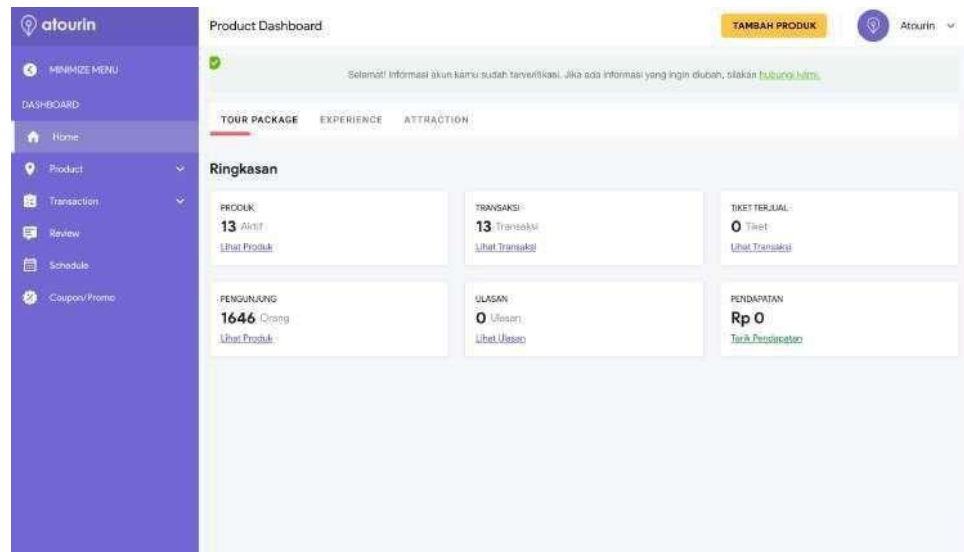 atourin
Product Dashboard
TAMBAH PRODUK
Atourin
MINIMIZE MENU
Selamat! Informasi akun kamu sudah terverifikasi. Jika ada informasi yang ingin diubah, silakan hubungi kami.
DASHBOARD
Home
Product
Transaction
Review
Schedule
Coupon/Promo
TOUR PACKAGE EXPERIENCE ATTRACTION
Ringkasan
PRODUK
13 Aktif
Lihat Produk
TRANSAKSI
13 Transaksi
Lihat Transaksi
TIKET TERJUAL
0 Tiket
Lihat Transaksi
PENGUNJUNG
1646 Orang
Lihat Produk
ULASAN
0 Ulasan
Lihat Ulasan
PENDAPATAN
Rp 0
Tarik Pendapatan